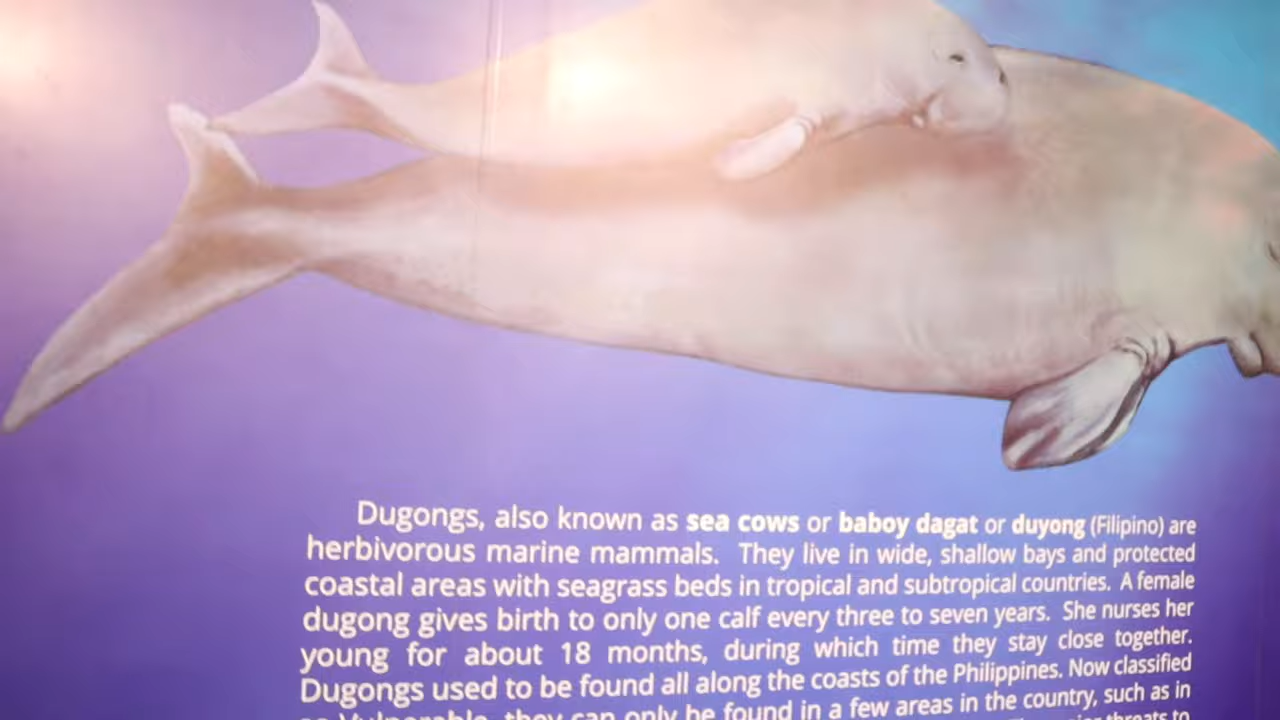 Dugongs, also known as sea cows or baboy dagat or duyong (Filipino) are
herbivorous marine mammals. They live in wide, shallow bays and protected
coastal areas with seagrass beds in tropical and subtropical countries. A female
dugong gives birth to only one calf every three to seven years. She nurses her
young for about 18 months, during which time they stay close together.
Dugongs used to be found all along the coasts of the Philippines. Now classified
as Vulnerable, they can only be found in a few areas in the country, such as in
threats to